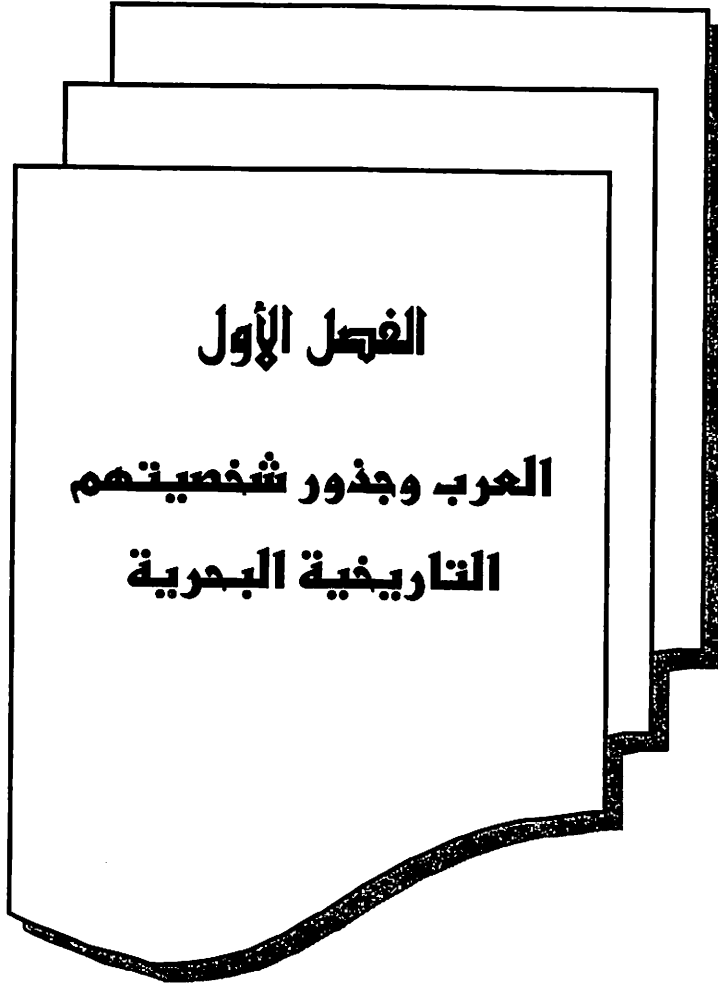 الفصل الأول
العرب وجذور شخصيتهم
التاريخية البحرية